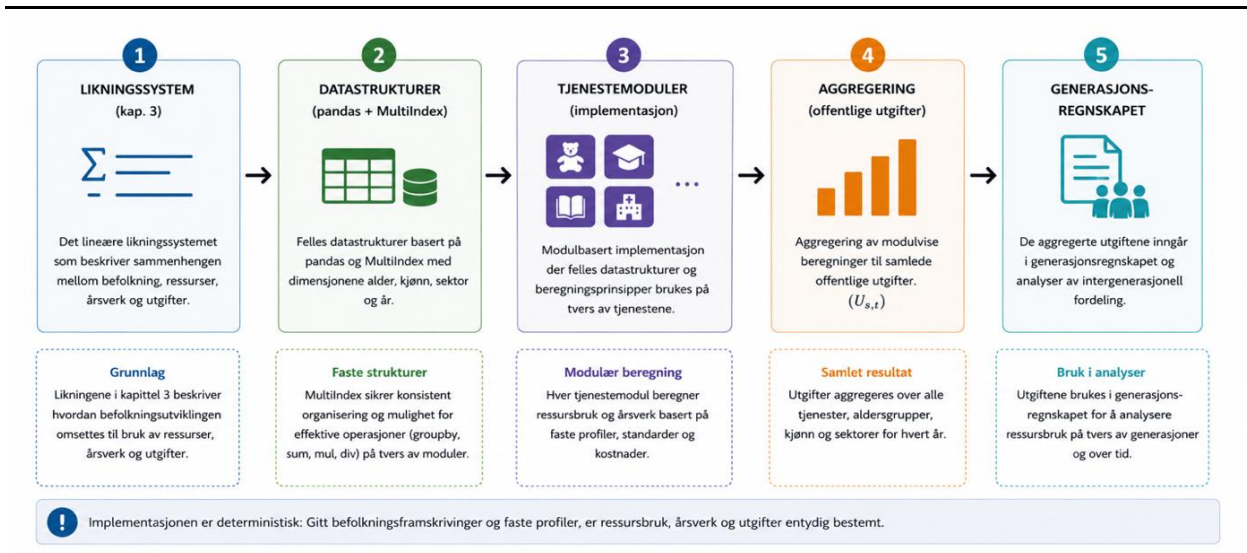 1
LIKNINGSSYSTEM
(kap. 3)
Σ
Det lineære likningssystemet
som beskriver sammenhengen
mellom befolkning, ressurser,
årsverk og utgifter.
2
DATASTRUKTURER
(pandas + MultiIndex)
Felles datastrukturer basert på
pandas og MultiIndex med
dimensjonene alder, kjønn, sektor
og år.
3
TJENESTEMODULER
(implementasjon)
...
Modulbasert implementasjon
der felles datastrukturer og
beregningsprinsipper brukes på
tvers av tjenestene.
4
AGGREGERING
(offentlige utgifter)
Aggregering av modulvise
beregninger til samlede
offentlige utgifter.
(U_{s,t})
5
GENERASJONS-
REGNSKAPET
De aggregerte utgiftene inngår
i generasjonsregnskapet og
analyser av intergenerasjonell
fordeling.
Grunnlag
Likningene i kapittel 3 beskriver
hvordan befolkningsutviklingen
omsettes til bruk av ressurser,
årsverk og utgifter.
Faste strukturer
MultiIndex sikrer konsistent
organisering og mulighet for
effektive operasjoner (groupby,
sum, mul, div) på tvers av moduler.
Modulær beregning
Hver tjenestemodul beregner
ressursbruk og årsverk basert på
faste profiler, standarder og
kostnader.
Samlet resultat
Utgifter aggregeres over alle
tjenester, aldersgrupper,
kjønn og sektorer for hvert år.
Bruk i analyser
Utgiftene brukes i generasjons-
regnskapet for å analysere
ressursbruk på tvers av generasjoner
og over tid.
! Implementasjonen er deterministisk: Gitt befolkningsframskrivinger og faste profiler, er ressursbruk, årsverk og utgifter entydig bestemt.